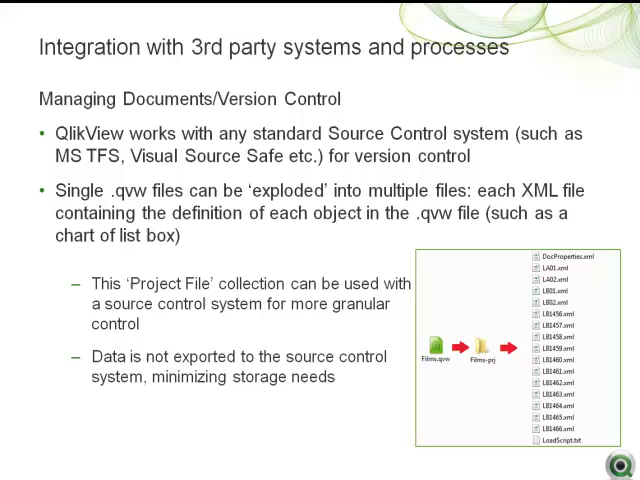 Integration with 3rd party systems and processes
Managing Documents/Version Control
• QlikView works with any standard Source Control system (such as
MS TFS, Visual Source Safe etc.) for version control
• Single .qvw files can be ‘exploded’ into multiple files: each XML file
containing the definition of each object in the .qvw file (such as a
chart of list box)
– This ‘Project File’ collection can be used with
a source control system for more granular
control
– Data is not exported to the source control
system, minimizing storage needs
Films.qvw
Films-prj
DocProperties.xml
LA01.xml
LA02.xml
LB01.xml
LB02.xml
LB1456.xml
LB1457.xml
LB1458.xml
LB1459.xml
LB1460.xml
LB1461.xml
LB1462.xml
LB1463.xml
LB1464.xml
LB1465.xml
LB1466.xml
LoadScript.txt